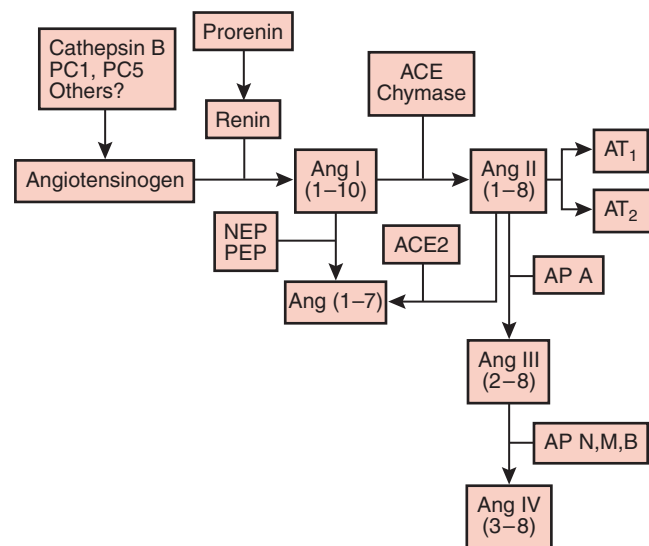 Cathepsin B
PC1, PC5
Others?
Prorenin
Renin
ACE
Chymase
Angiotensinogen
Ang I
(1–10)
Ang II
(1–8)
AT1
AT2
NEP
PEP
ACE2
Ang (1–7)
AP A
Ang III
(2–8)
AP N,M,B
Ang IV
(3–8)